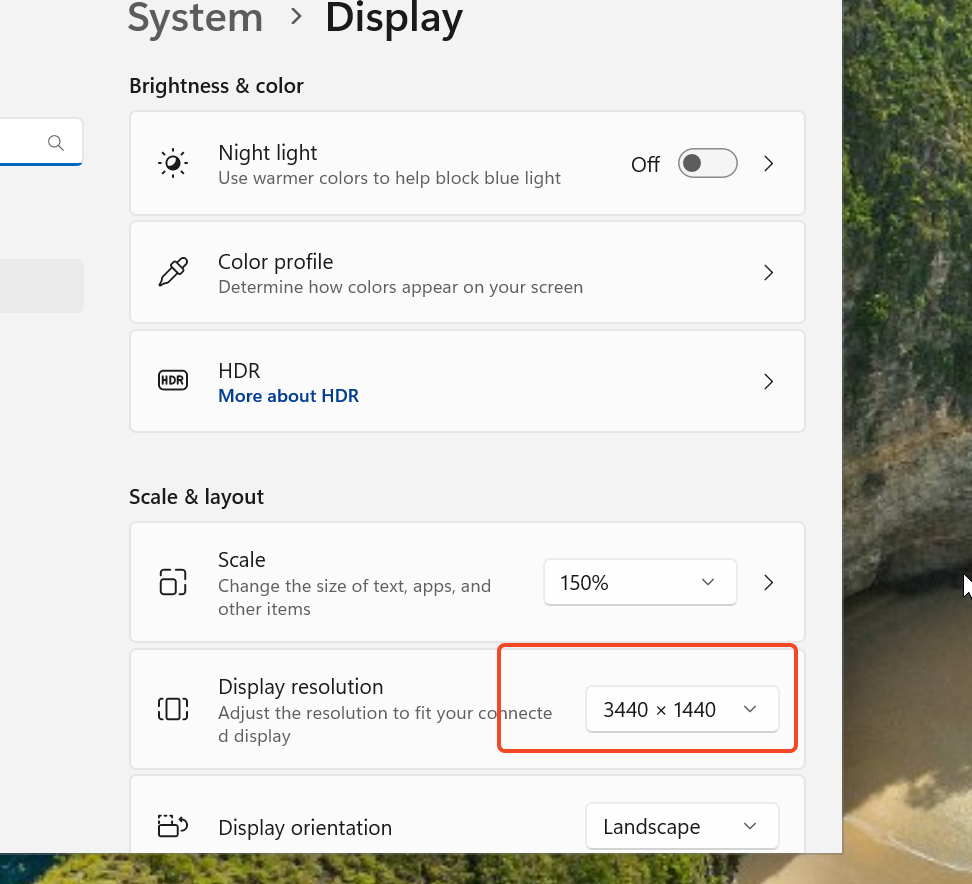 System > Display
Brightness & color
Night light
Use warmer colors to help block blue light
Off
Color profile
Determine how colors appear on your screen
HDR
HDR
More about HDR
Scale & layout
Scale
Change the size of text, apps, and
other items
150%
Display resolution
Adjust the resolution to fit your connecte
d display
3440 × 1440
Display orientation
Landscape